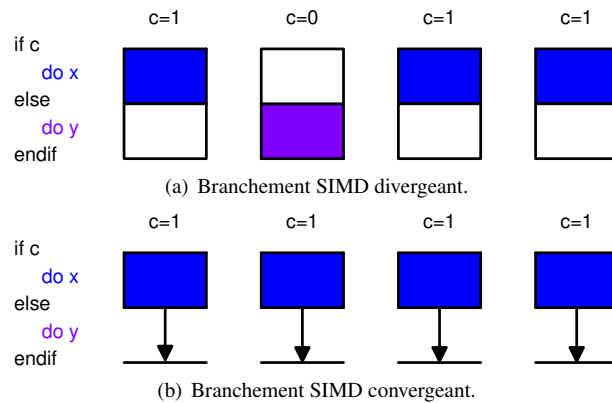 c=1 c=0 c=1 c=1
if c
do x
else
do y
endif
(a) Branchement SIMD divergeant.
c=1 c=1 c=1 c=1
if c
do x
else
do y
endif
(b) Branchement SIMD convergeant.